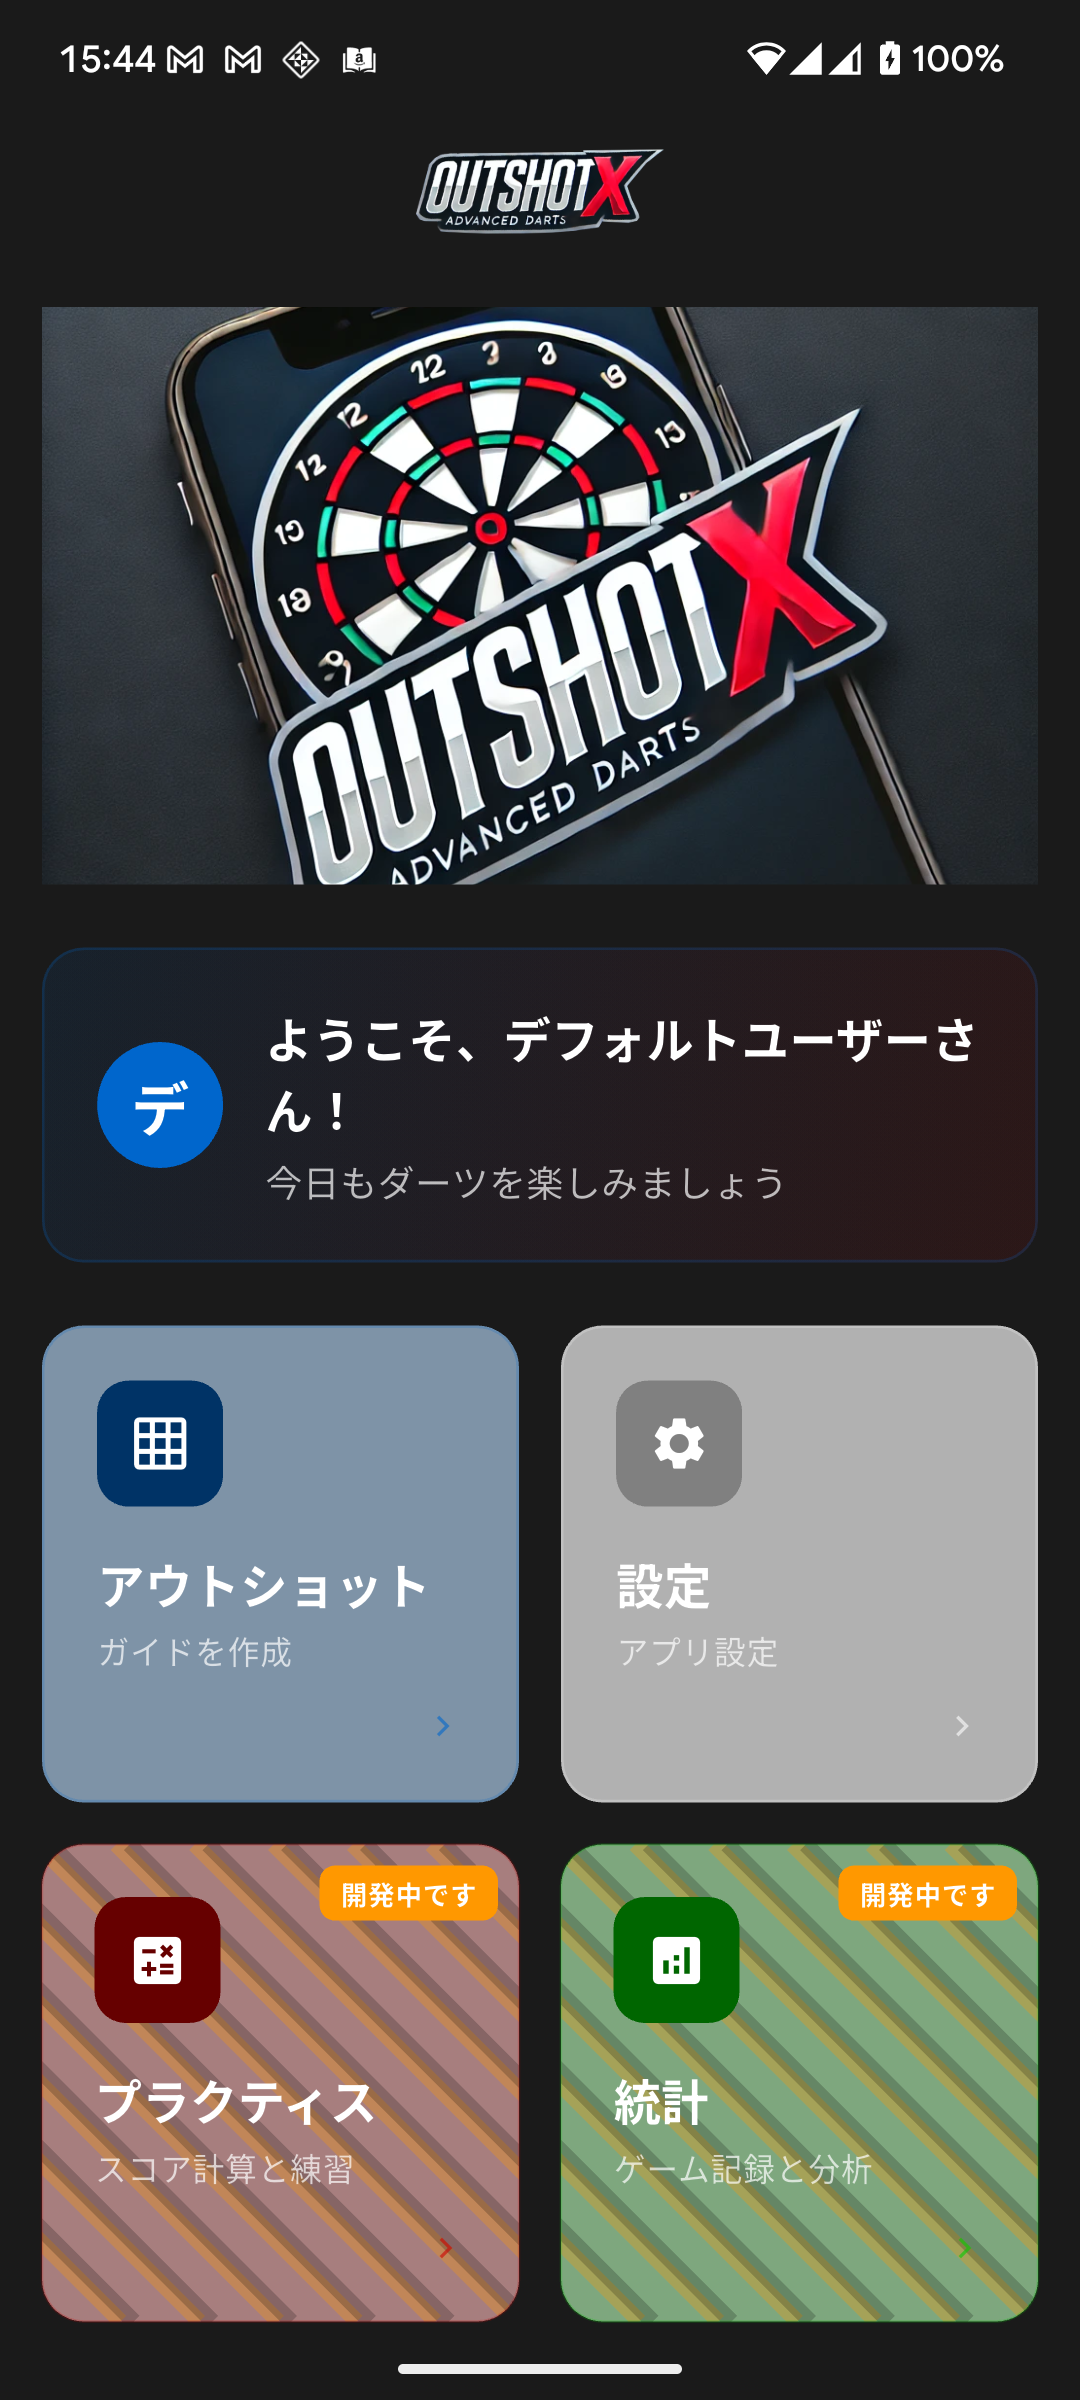 15:44
100%
OUTSHOTX
ADVANCED DARTS
22 3
12
12
19
OUTSHOTX
ADVANCED DARTS
デ
ようこそ、デフォルトユーザーさ
ん！
今日もダーツを楽しみましょう
アウトショット
ガイドを作成
設定
アプリ設定
開発中です
プラクティス
スコア計算と練習
開発中です
統計
ゲーム記録と分析